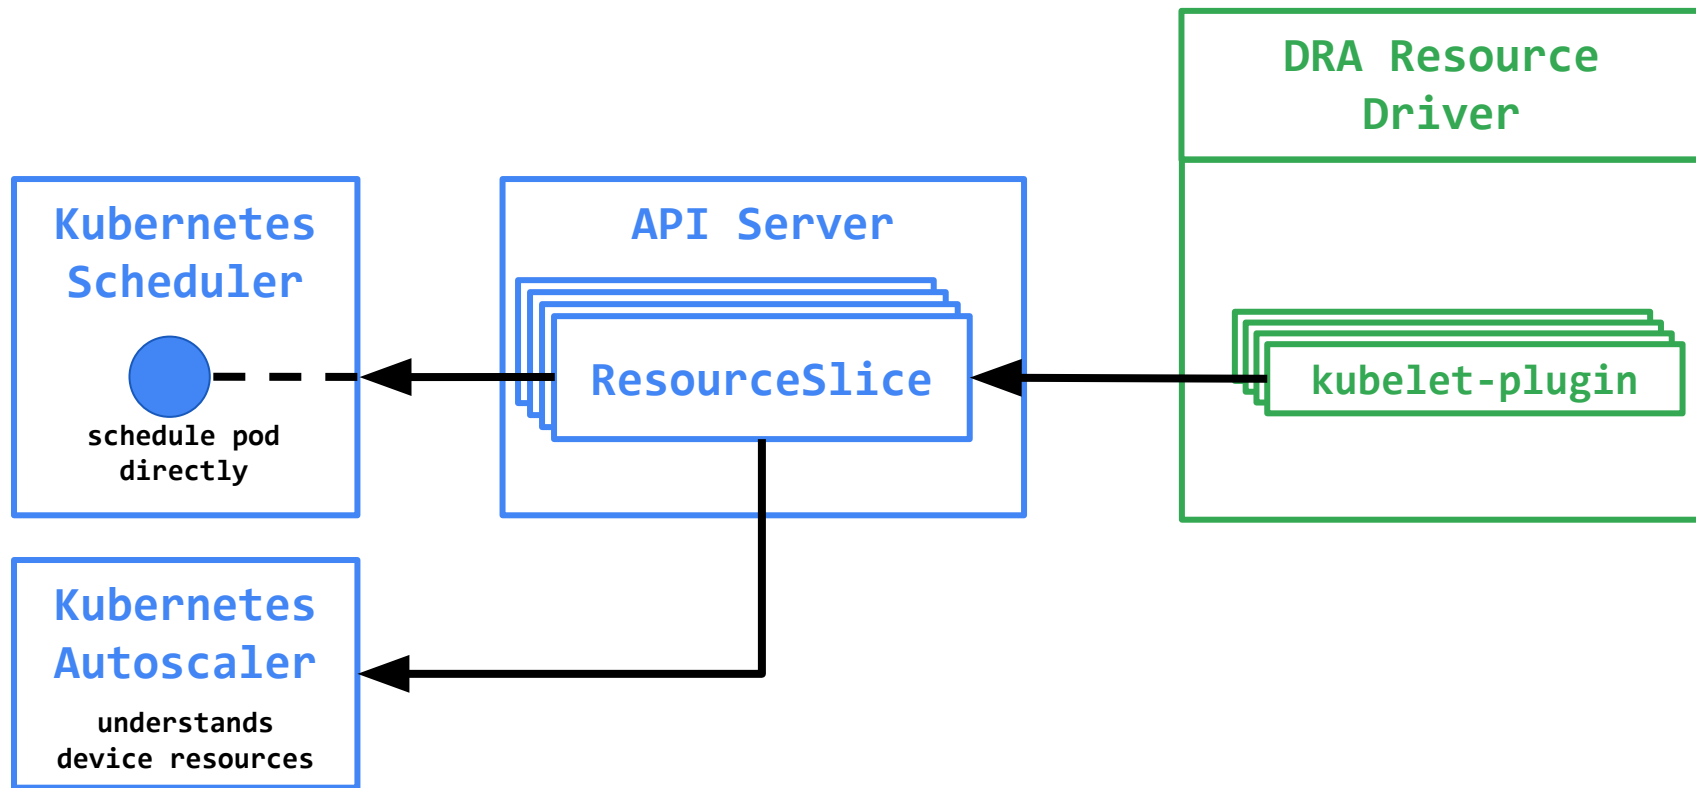 DRA Resource
Driver
Kubernetes
Scheduler
schedule pod
directly
API Server
ResourceSlice
kubelet-plugin
Kubernetes
Autoscaler
understands
device resources